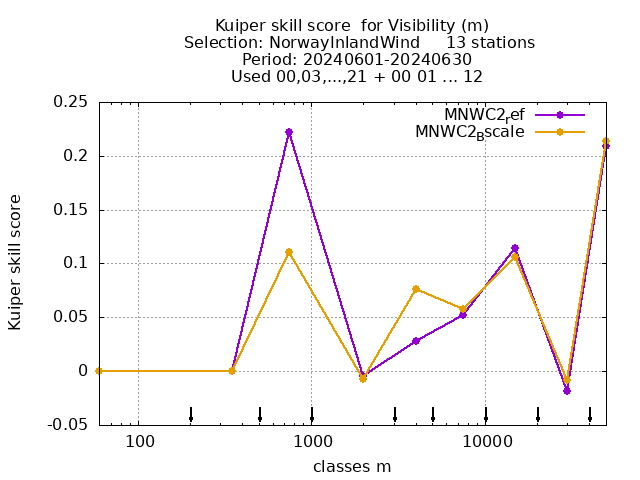 Kuiper skill score  for Visibility (m)
Selection: NorwayInlandWind     13 stations
Period: 20240601-20240630
Used 00,03,...,21 + 00 01 ... 12
MNWC2ref
MNWC2Bscale
0.25
0.2
0.15
0.1
0.05
0
-0.05
Kuiper skill score
100 1000 10000
classes m